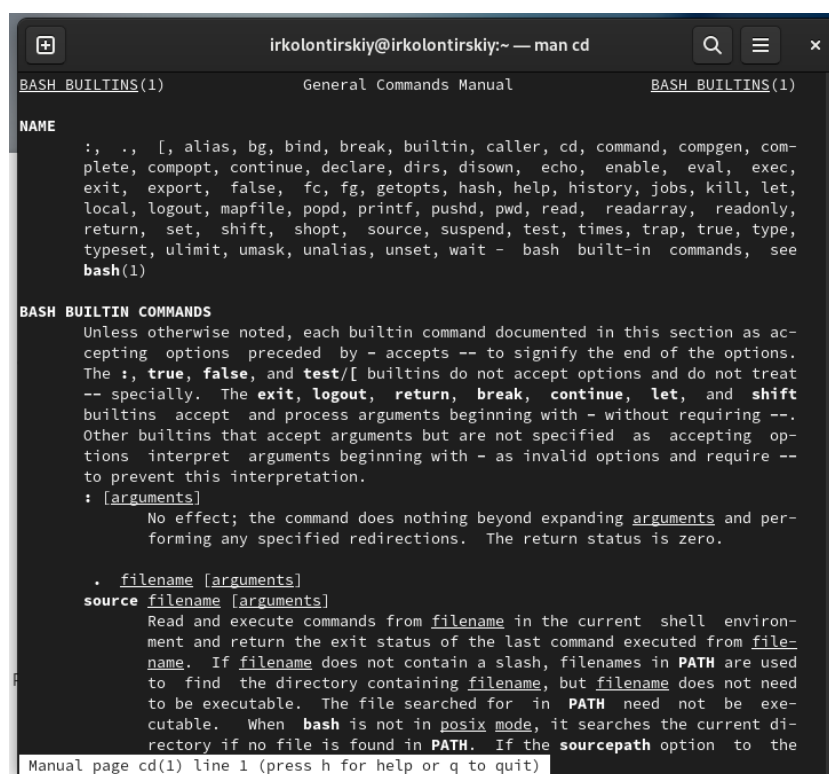 irkolontirskiy@irkolontirskiy:~ — man cd
BASH BUILTINS(1) General Commands Manual BASH BUILTINS(1)
NAME
:, ., [, alias, bg, bind, break, builtin, caller, cd, command, compgen, com-
plete, compopt, continue, declare, dirs, disown, echo, enable, eval, exec,
exit, export, false, fc, fg, getopts, hash, help, history, jobs, kill, let,
local, logout, mapfile, popd, printf, pushd, pwd, read, readarray, readonly,
return, set, shift, shopt, source, suspend, test, times, trap, true, type,
typeset, ulimit, umask, unalias, unset, wait - bash built-in commands, see
bash(1)
BASH BUILTIN COMMANDS
Unless otherwise noted, each builtin command documented in this section as ac-
cepting options preceded by - accepts -- to signify the end of the options.
The :, true, false, and test/[ builtins do not accept options and do not treat
-- specially. The exit, logout, return, break, continue, let, and shift
builtins accept and process arguments beginning with - without requiring --.
Other builtins that accept arguments but are not specified as accepting op-
tions interpret arguments beginning with - as invalid options and require --
to prevent this interpretation.
: [arguments]
No effect; the command does nothing beyond expanding arguments and per-
forming any specified redirections. The return status is zero.
. filename [arguments]
source filename [arguments]
Read and execute commands from filename in the current shell environ-
ment and return the exit status of the last command executed from file-
name. If filename does not contain a slash, filenames in PATH are used
to find the directory containing filename, but filename does not need
to be executable. The file searched for in PATH need not be exe-
cutable. When bash is not in posix mode, it searches the current di-
rectory if no file is found in PATH. If the sourcepath option to the
Manual page cd(1) line 1 (press h for help or q to quit)